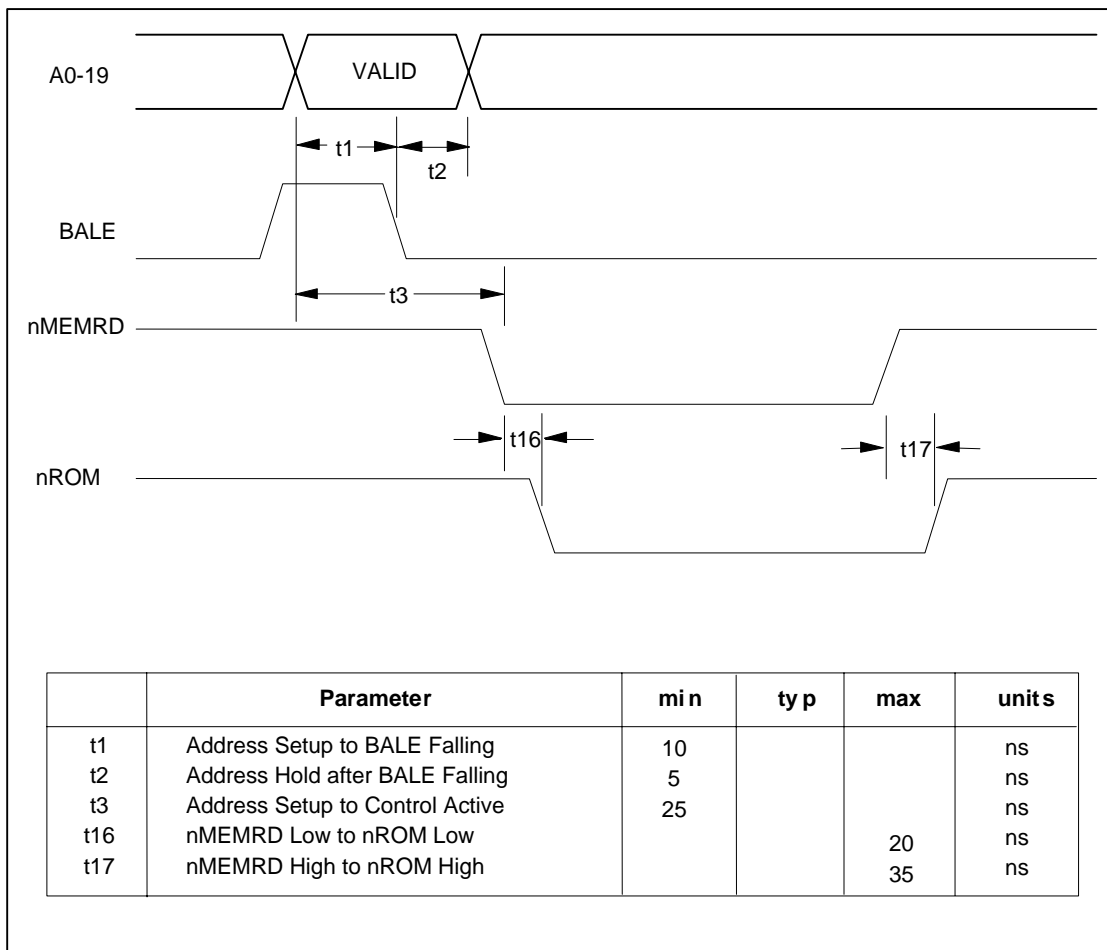 A0-19
VALID
t1
t2
BALE
t3
nMEMRD
t16
t17
nROM
Parameter min typ max units
t1 Address Setup to BALE Falling 10 ns
t2 Address Hold after BALE Falling 5 ns
t3 Address Setup to Control Active 25 ns
t16 nMEMRD Low to nROM Low 20 ns
t17 nMEMRD High to nROM High 35 ns